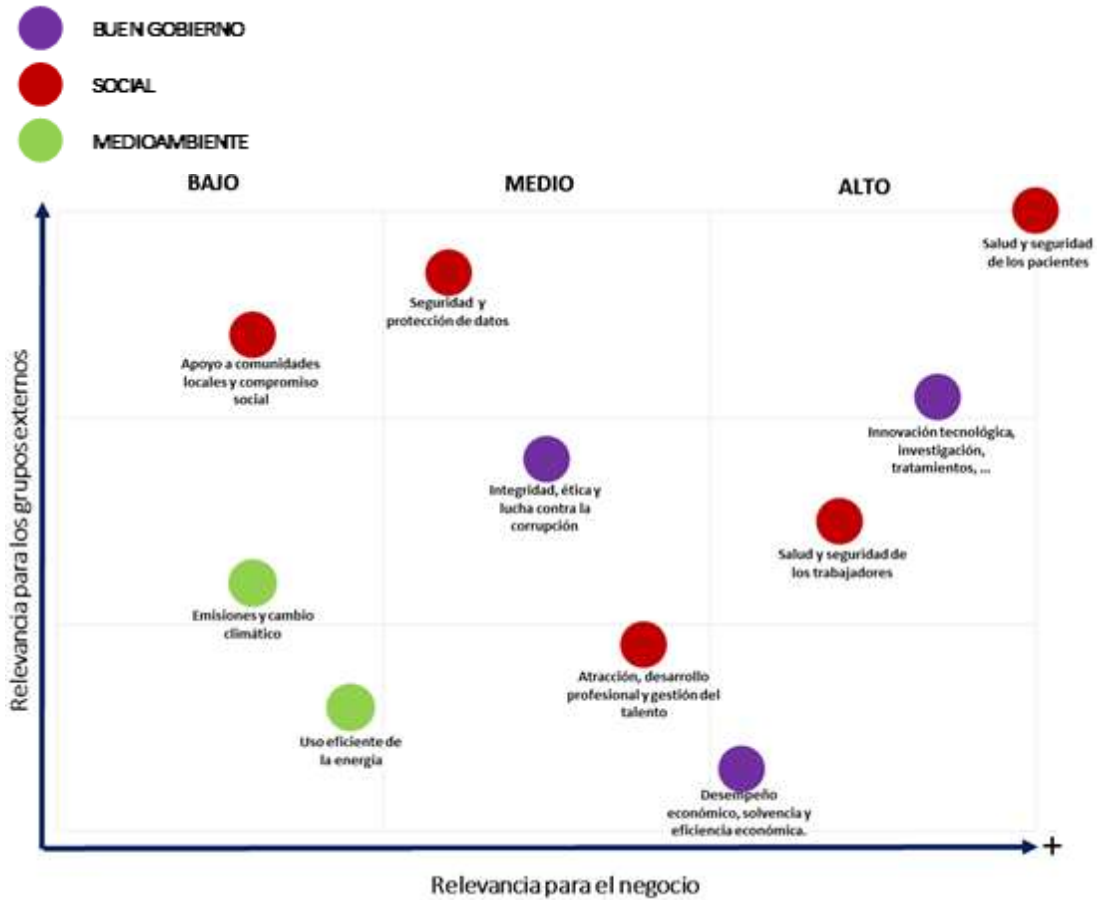 BUEN GOBIERNO
SOCIAL
MEDIOAMBIENTE
BAJO
MEDIO
ALTO
Salud y seguridad
de los pacientes
Seguridad y
protección de datos
Apoyo a comunidades
locales y compromiso
social
Innovación tecnológica,
investigación,
tratamientos, ...
Integridad, ética y
lucha contra la
corrupción
Salud y seguridad de
los trabajadores
Emisiones y cambio
climático
Atracción, desarrollo
profesional y gestión del
talento
Uso eficiente de
la energía
Desempeño
económico, solvencia y
eficiencia económica.
Relevancia para los grupos externos
+
Relevancia para el negocio